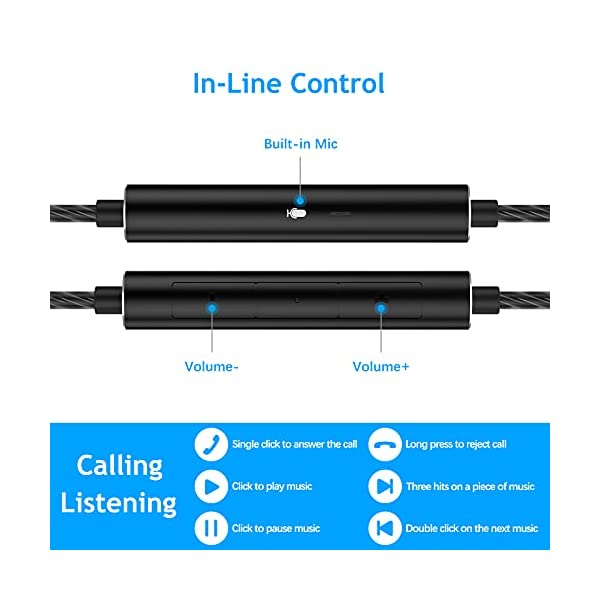 In-Line Control
Built-in Mic
Volume-
Volume+
Calling
Listening
Single click to answer the call
Long press to reject call
Click to play music
Three hits on a piece of music
Click to pause music
Double click on the next music